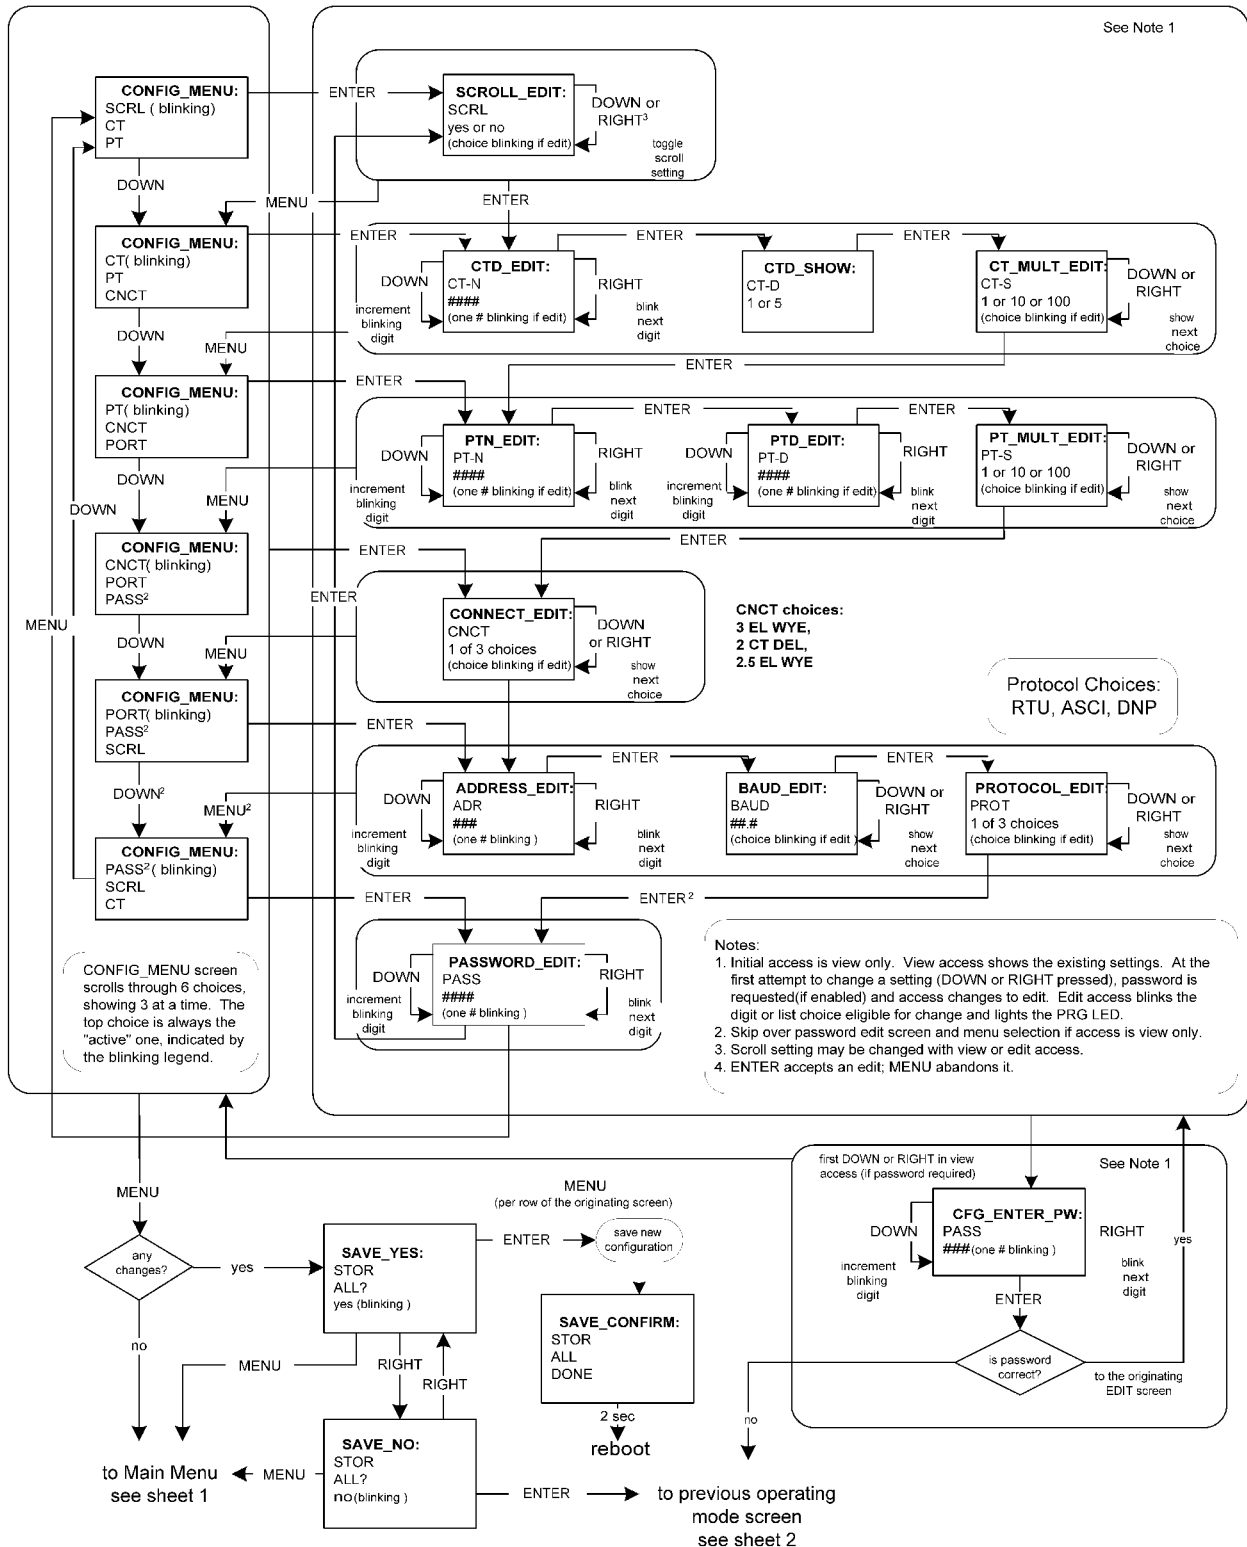 See Note 1
CONFIG_MENU:
SCRL ( blinking)
CT
PT
ENTER
SCROLL_EDIT:
SCRL
yes or no
(choice blinking if edit)
DOWN or
RIGHT³
toggle
scroll
setting
DOWN
MENU
ENTER
CONFIG_MENU:
CT( blinking)
PT
CNCT
ENTER
DOWN
increment
blinking
digit
CTD_EDIT:
CT-N
####
(one # blinking if edit)
RIGHT
blink
next
digit
ENTER
CTD_SHOW:
CT-D
1 or 5
ENTER
CT_MULT_EDIT:
CT-S
1 or 10 or 100
(choice blinking if edit)
DOWN or
RIGHT
show
next
choice
DOWN
MENU
ENTER
CONFIG_MENU:
PT( blinking)
CNCT
PORT
ENTER
DOWN
increment
blinking
digit
PTN_EDIT:
PT-N
####
(one # blinking if edit)
RIGHT
blink
next
digit
ENTER
DOWN
increment
blinking
digit
PTD_EDIT:
PT-D
####
(one # blinking if edit)
RIGHT
blink
next
digit
ENTER
PT_MULT_EDIT:
PT-S
1 or 10 or 100
(choice blinking if edit)
DOWN or
RIGHT
show
next
choice
DOWN
MENU
DOWN
ENTER
CONFIG_MENU:
CNCT( blinking)
PORT
PASS²
ENTER
ENTER
MENU
CONNECT_EDIT:
CNCT
1 of 3 choices
(choice blinking if edit)
DOWN
or RIGHT
show
next
choice
CNCT choices:
3 EL WYE,
2 CT DEL,
2.5 EL WYE
DOWN
MENU
Protocol Choices:
RTU, ASCI, DNP
CONFIG_MENU:
PORT( blinking)
PASS²
SCRL
ENTER
DOWN
increment
blinking
digit
ADDRESS_EDIT:
ADR
###
(one # blinking )
RIGHT
blink
next
digit
ENTER
BAUD_EDIT:
BAUD
##.#
(choice blinking if edit )
DOWN or
RIGHT
show
next
choice
ENTER
PROTOCOL_EDIT:
PROT
1 of 3 choices
(choice blinking if edit)
DOWN or
RIGHT
show
next
choice
DOWN²
MENU²
ENTER²
CONFIG_MENU:
PASS²( blinking)
SCRL
CT
ENTER
DOWN
increment
blinking
digit
PASSWORD_EDIT:
PASS
####
(one # blinking )
RIGHT
blink
next
digit
CONFIG_MENU screen
scrolls through 6 choices,
showing 3 at a time. The
top choice is always the
"active" one, indicated by
the blinking legend.
Notes:
1. Initial access is view only. View access shows the existing settings. At the
first attempt to change a setting (DOWN or RIGHT pressed), password is
requested(if enabled) and access changes to edit. Edit access blinks the
digit or list choice eligible for change and lights the PRG LED.
2. Skip over password edit screen and menu selection if access is view only.
3. Scroll setting may be changed with view or edit access.
4. ENTER accepts an edit; MENU abandons it.
first DOWN or RIGHT in view
access (if password required)
See Note 1
CFG_ENTER_PW:
PASS
###(one # blinking )
DOWN
increment
blinking
digit
RIGHT
blink
next
digit
yes
ENTER
is password
correct?
to the originating
EDIT screen
no
to previous operating
mode screen
see sheet 2
MENU
(per row of the originating screen)
MENU
any
changes?
yes
no
SAVE_YES:
STOR
ALL?
yes (blinking )
ENTER
save new
configuration
SAVE_CONFIRM:
STOR
ALL
DONE
2 sec
reboot
MENU
RIGHT
RIGHT
SAVE_NO:
STOR
ALL?
no(blinking )
MENU
ENTER
to Main Menu
see sheet 1